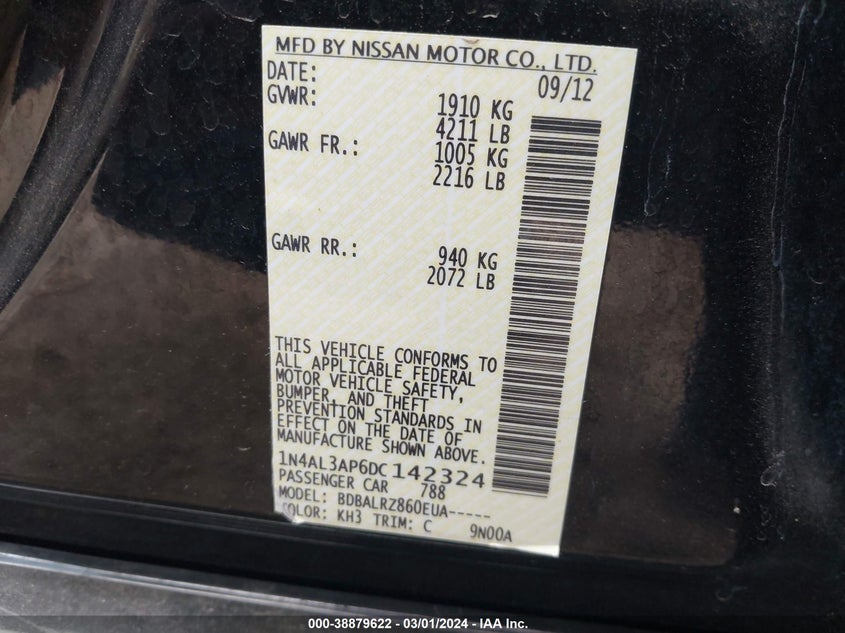 MFD BY NISSAN MOTOR CO., LTD.
DATE: 09/12
GVWR: 1910 KG
4211 LB
GAWR FR.: 1005 KG
2216 LB
GAWR RR.: 940 KG
2072 LB
THIS VEHICLE CONFORMS TO
ALL APPLICABLE FEDERAL
MOTOR VEHICLE SAFETY,
BUMPER, AND THEFT
PREVENTION STANDARDS IN
EFFECT ON THE DATE OF
MANUFACTURE SHOWN ABOVE.
1N4AL3AP6DC142324
PASSENGER CAR 788
MODEL: BDBALRZ860EUA-----
COLOR: KH3 TRIM: C 9N00A
000-38879622 - 03/01/2024 - IAA Inc.